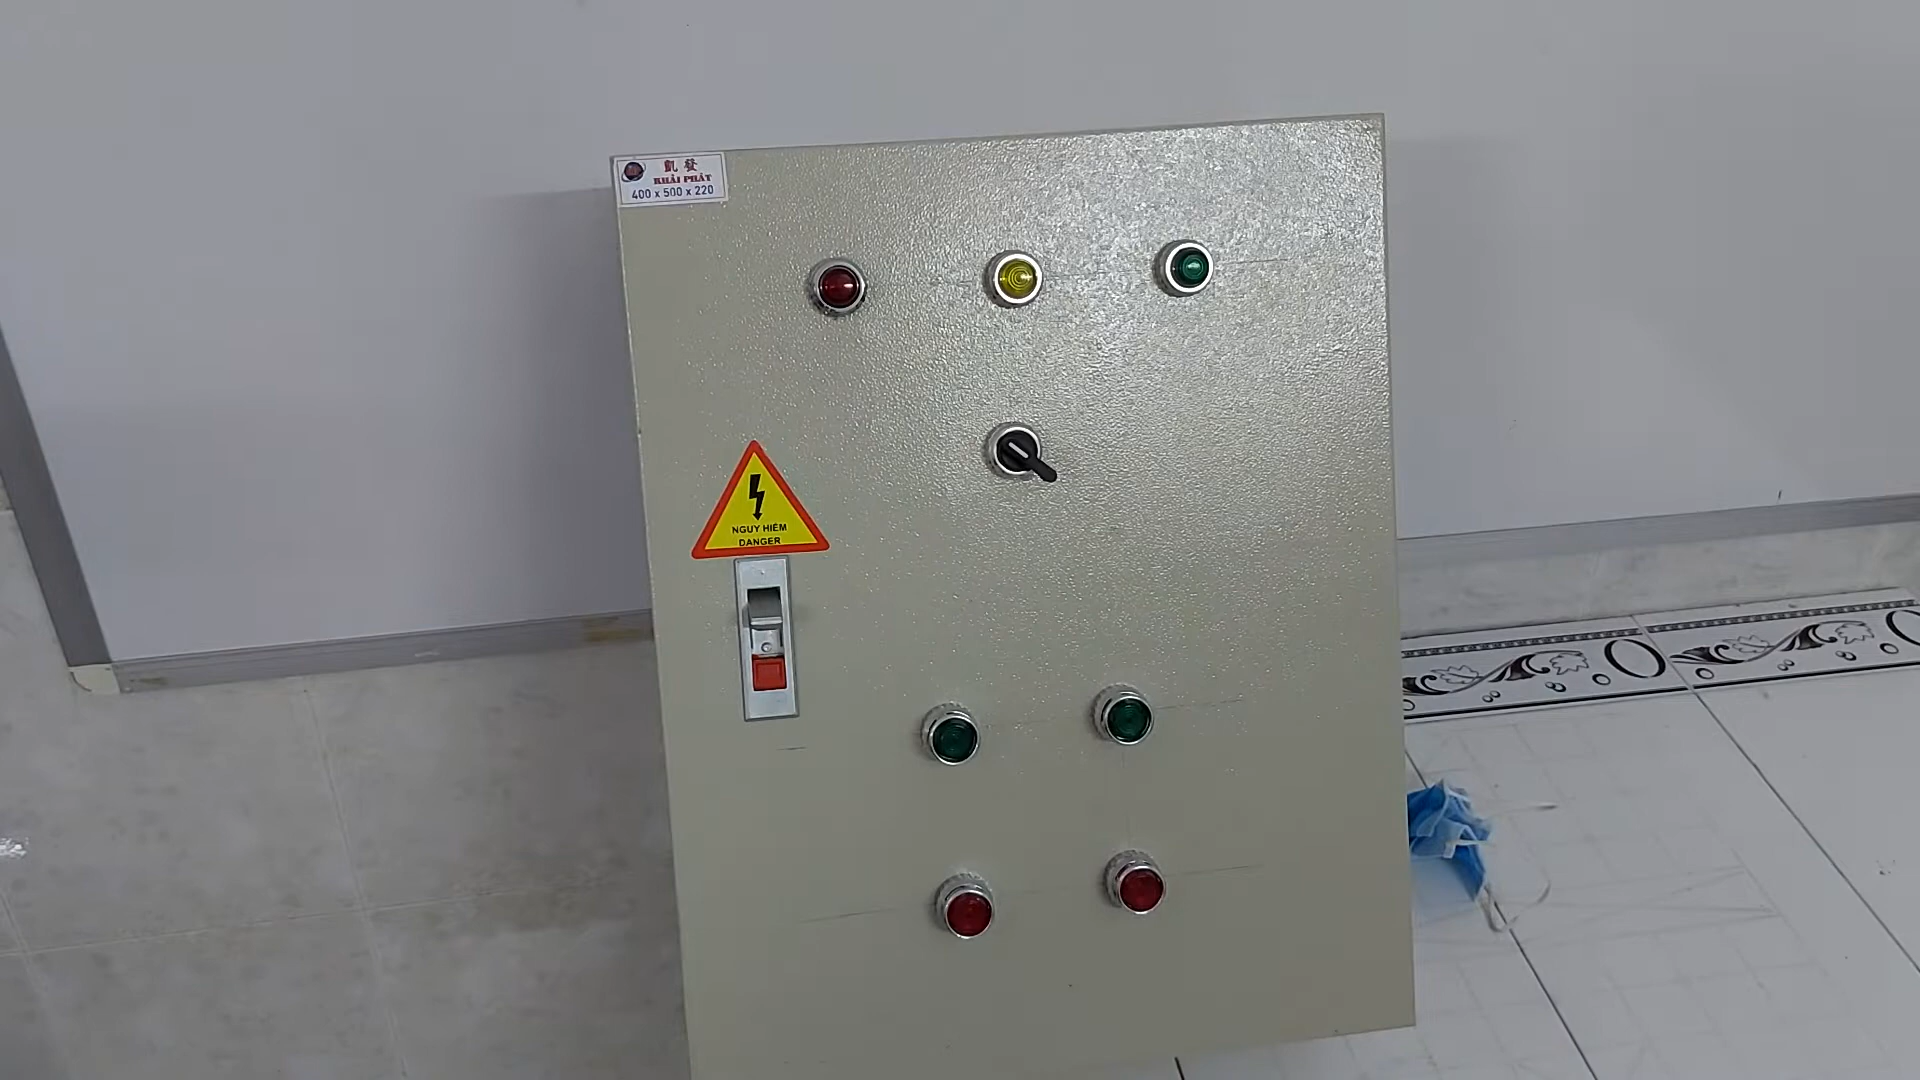 凱發
KHẢI PHÁT
400 x 500 x 220
NGUY HIỂM
DANGER